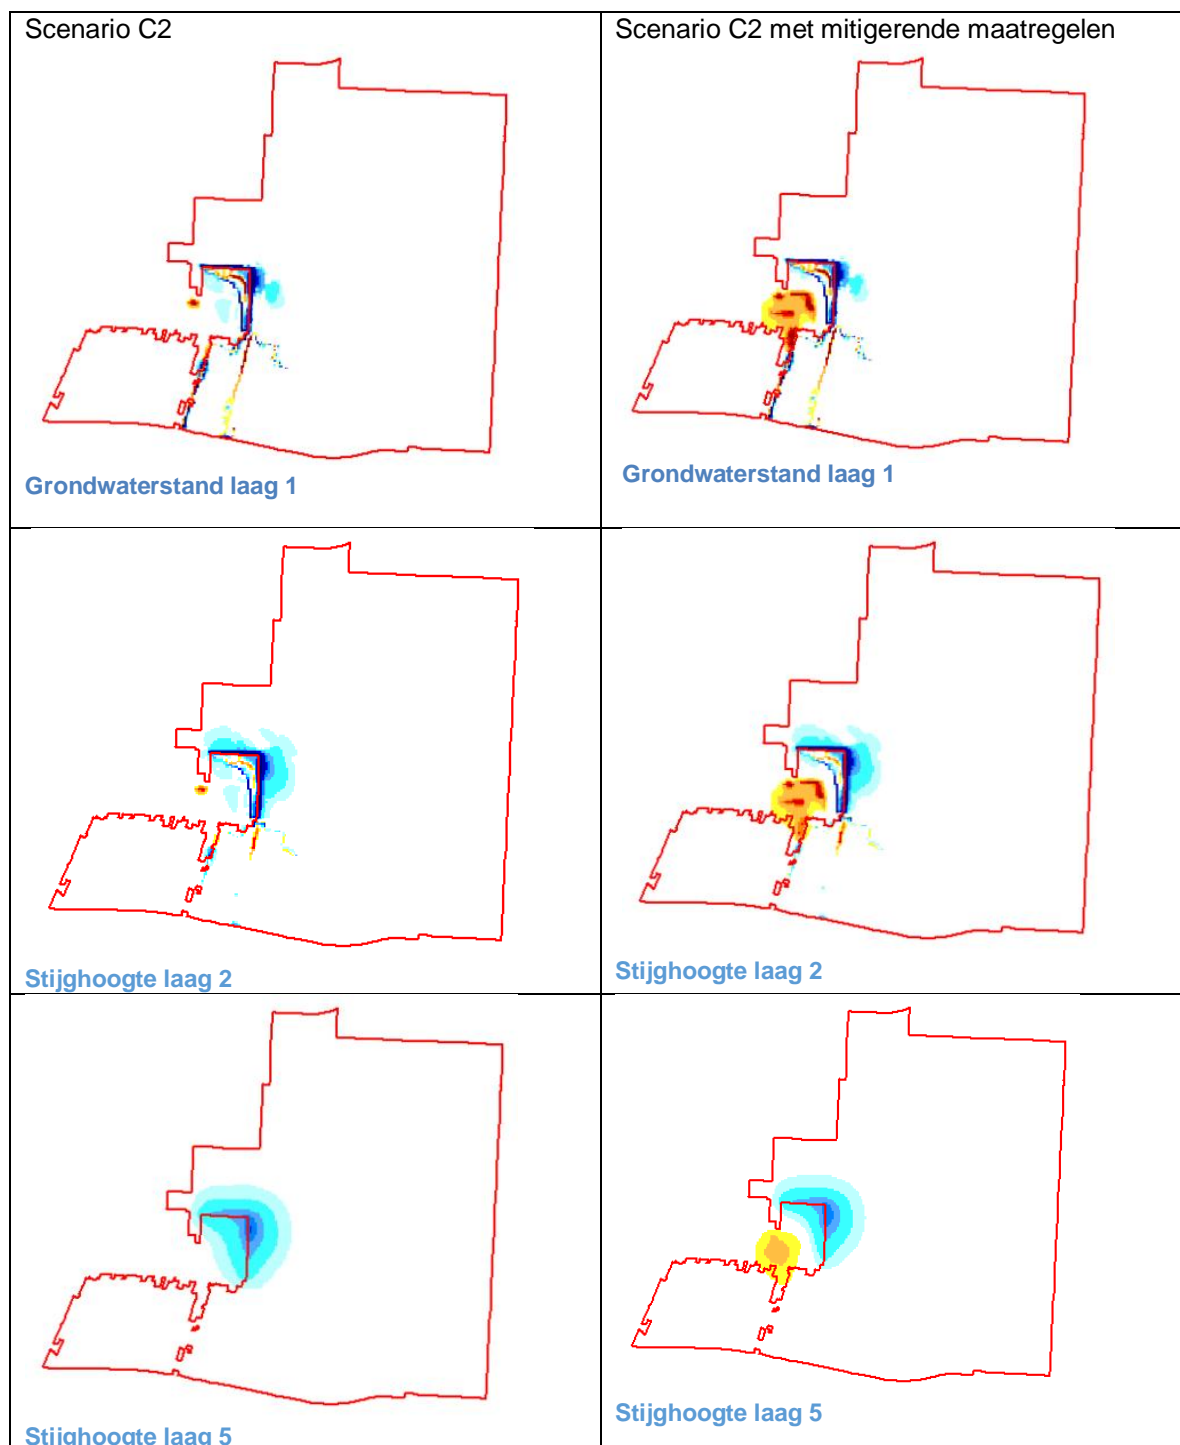 Scenario C2
Scenario C2 met mitigerende maatregelen
Grondwaterstand laag 1
Grondwaterstand laag 1
Stijghoogte laag 2
Stijghoogte laag 2
Stijghoogte laag 5
Stijghoogte laag 5